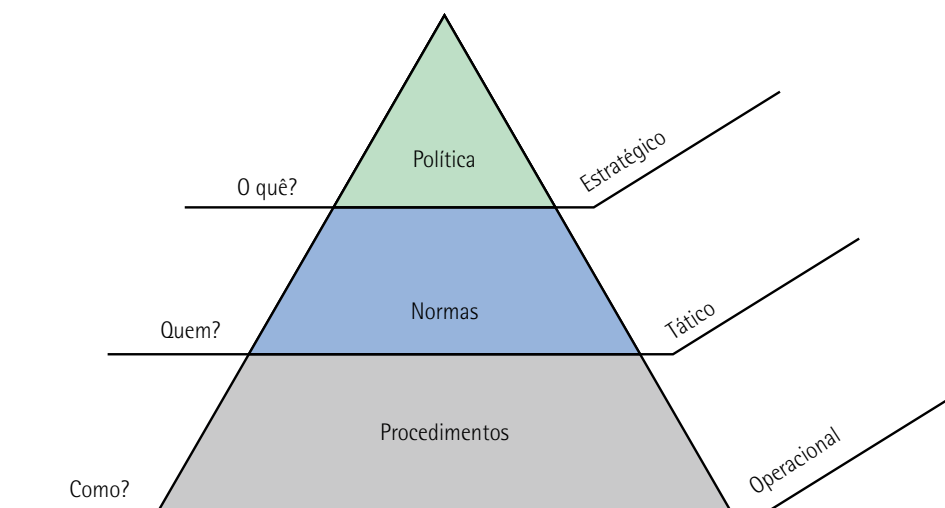 Política
O quê?
Estratégico
Normas
Quem?
Tático
Procedimentos
Como?
Operacional